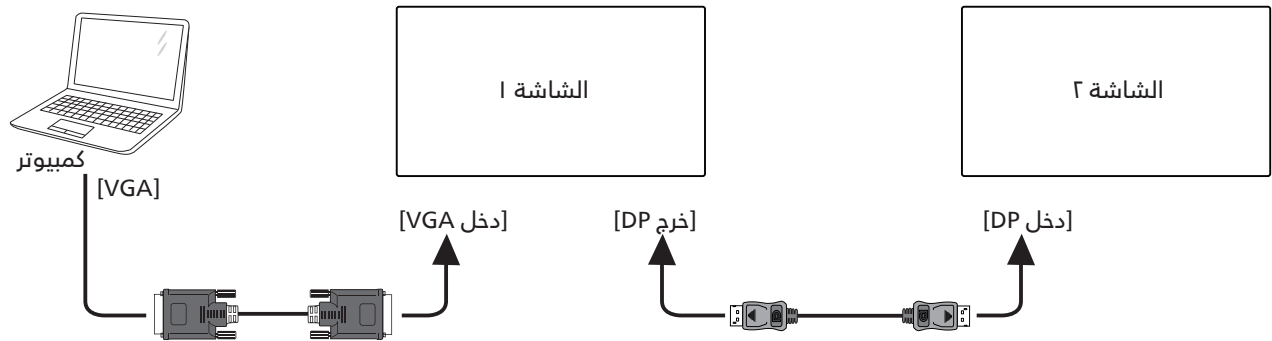 الشاشة ١
الشاشة ٢
كمبيوتر
[VGA]
[دخل VGA]
[خرج DP]
[دخل DP]